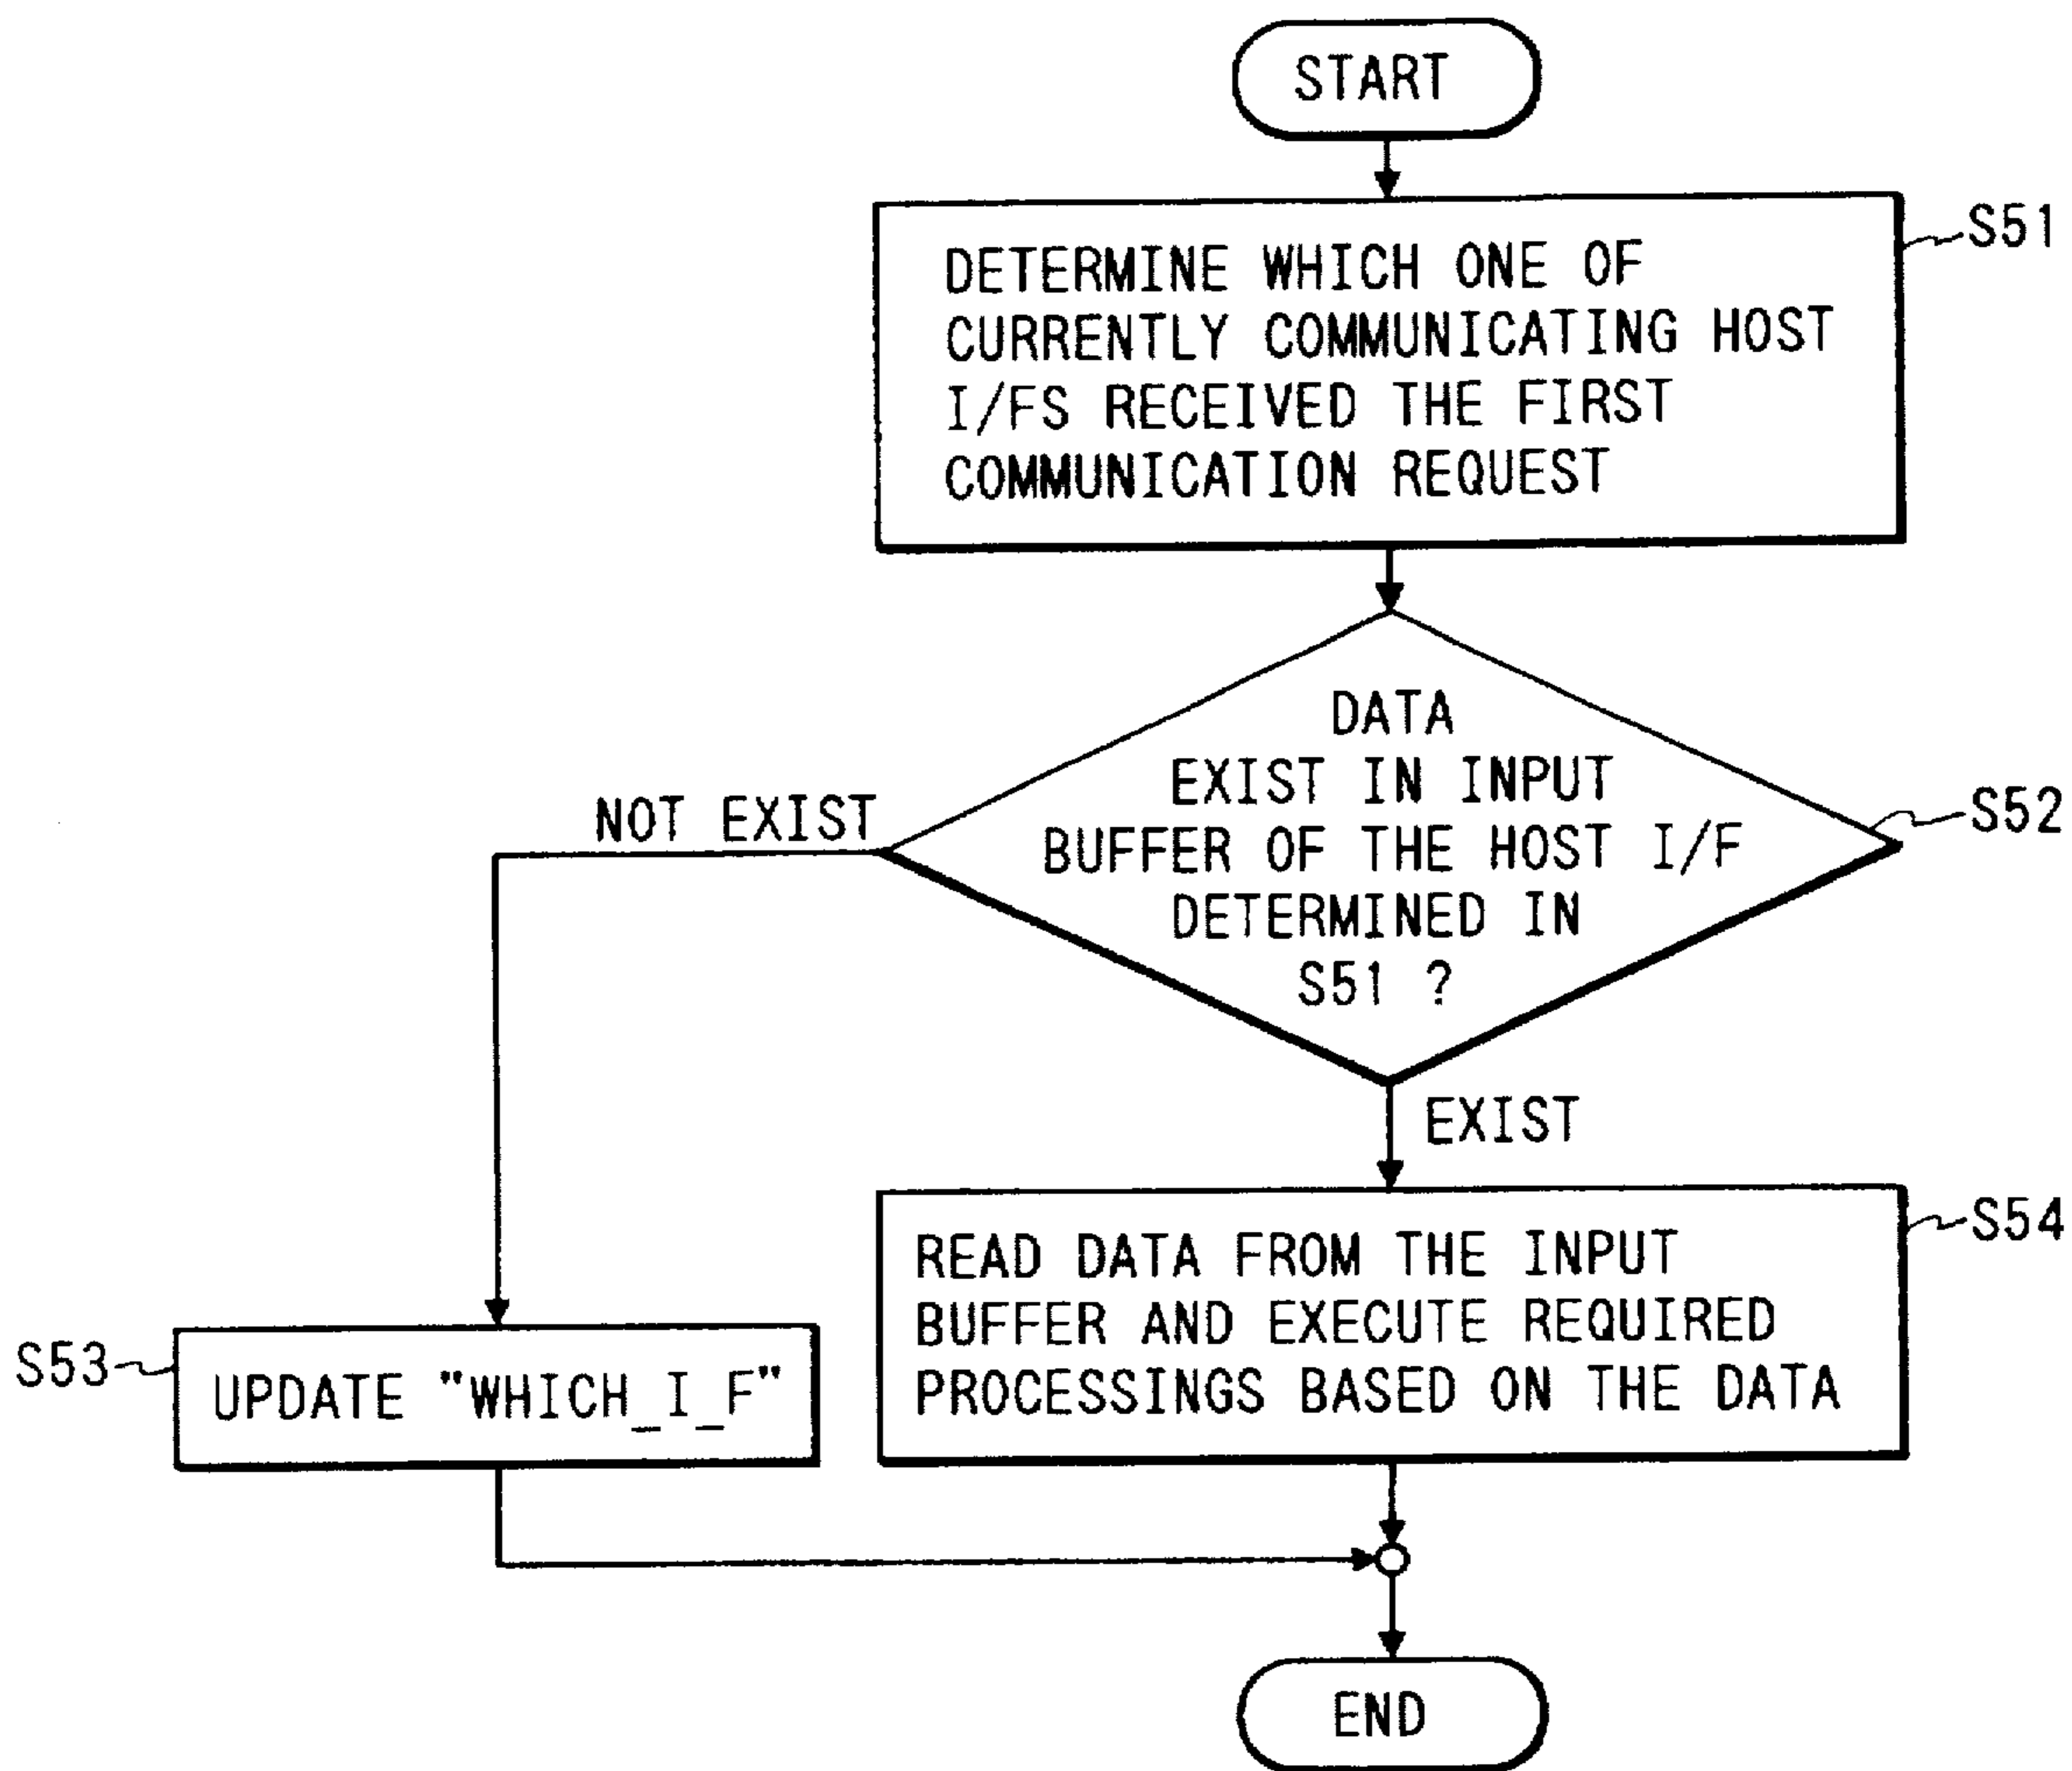 START
S51
DETERMINE WHICH ONE OF
CURRENTLY COMMUNICATING HOST
I/FS RECEIVED THE FIRST
COMMUNICATION REQUEST
DATA
EXIST IN INPUT
BUFFER OF THE HOST I/F
DETERMINED IN
S51 ?
S52
NOT EXIST
EXIST
S54
READ DATA FROM THE INPUT
BUFFER AND EXECUTE REQUIRED
PROCESSINGS BASED ON THE DATA
S53
UPDATE "WHICH_I_F"
END